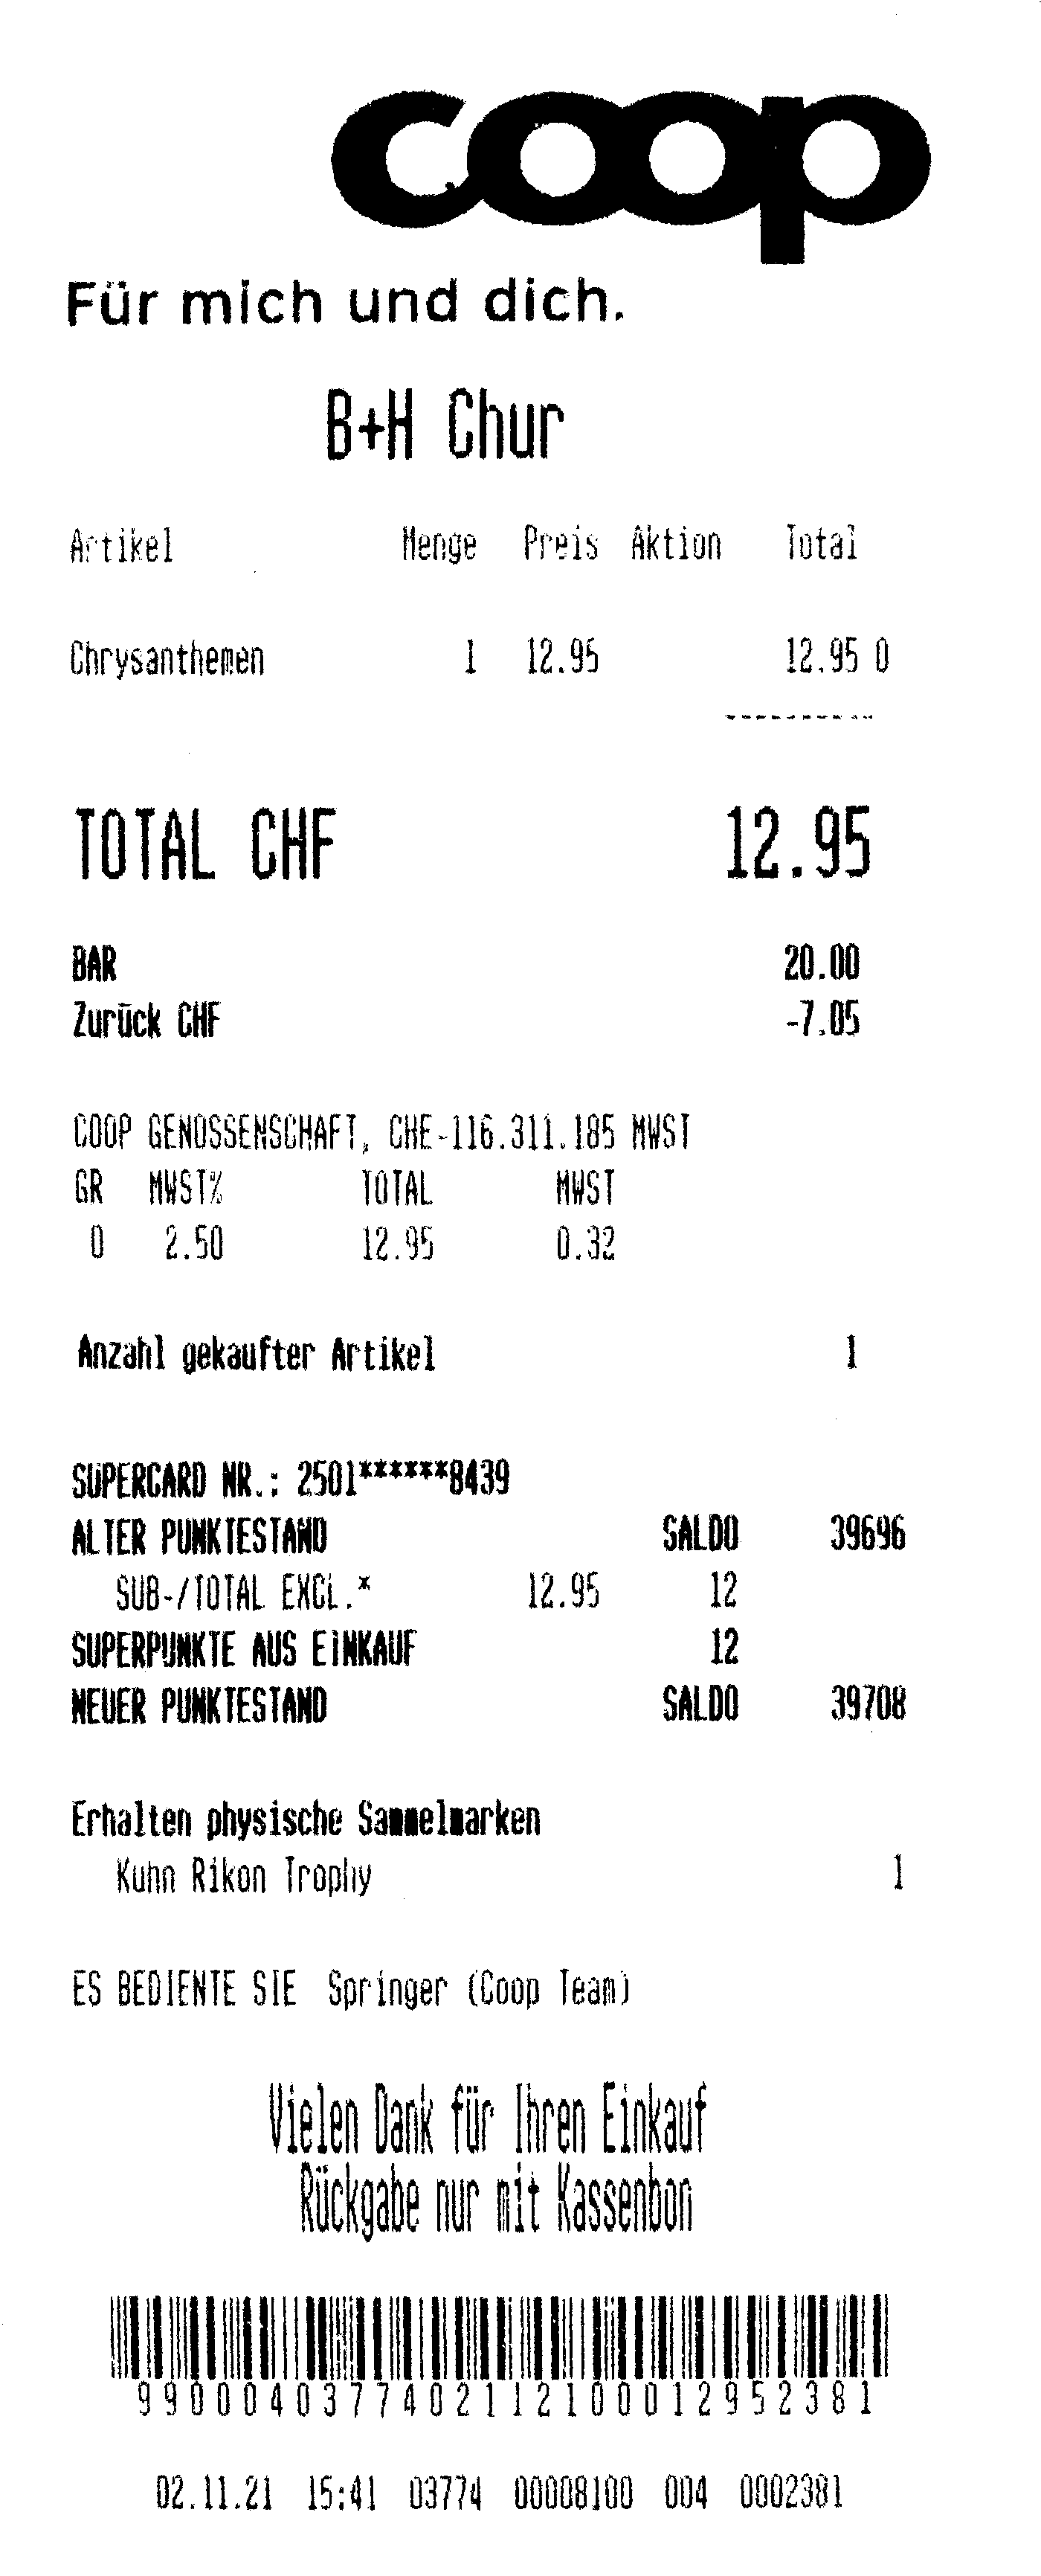 coop
Für mich und dich.
B+H Chur
Artikel Menge Preis Aktion Total
Chrysanthemen 1 12.95 12.95 0
----------
TOTAL CHF 12.95
BAR 20.00
Zurück CHF -7.05
COOP GENOSSENSCHAFT, CHE-116.311.185 MWST
GR MWST% TOTAL MWST
0 2.50 12.95 0.32
Anzahl gekaufter Artikel 1
SUPERCARD NR.: 2501******8439
ALTER PUNKTESTAND SALDO 39696
SUB-/TOTAL EXCL.* 12.95 12
SUPERPUNKTE AUS EINKAUF 12
NEUER PUNKTESTAND SALDO 39708
Erhalten physische Sammelmarken
Kuhn Rikon Trophy 1
ES BEDIENTE SIE Springer (Coop Team)
Vielen Dank für Ihren Einkauf
Rückgabe nur mit Kassenbon
9900040377402112100012952381
02.11.21 15:41 03774 00008100 004 0002381